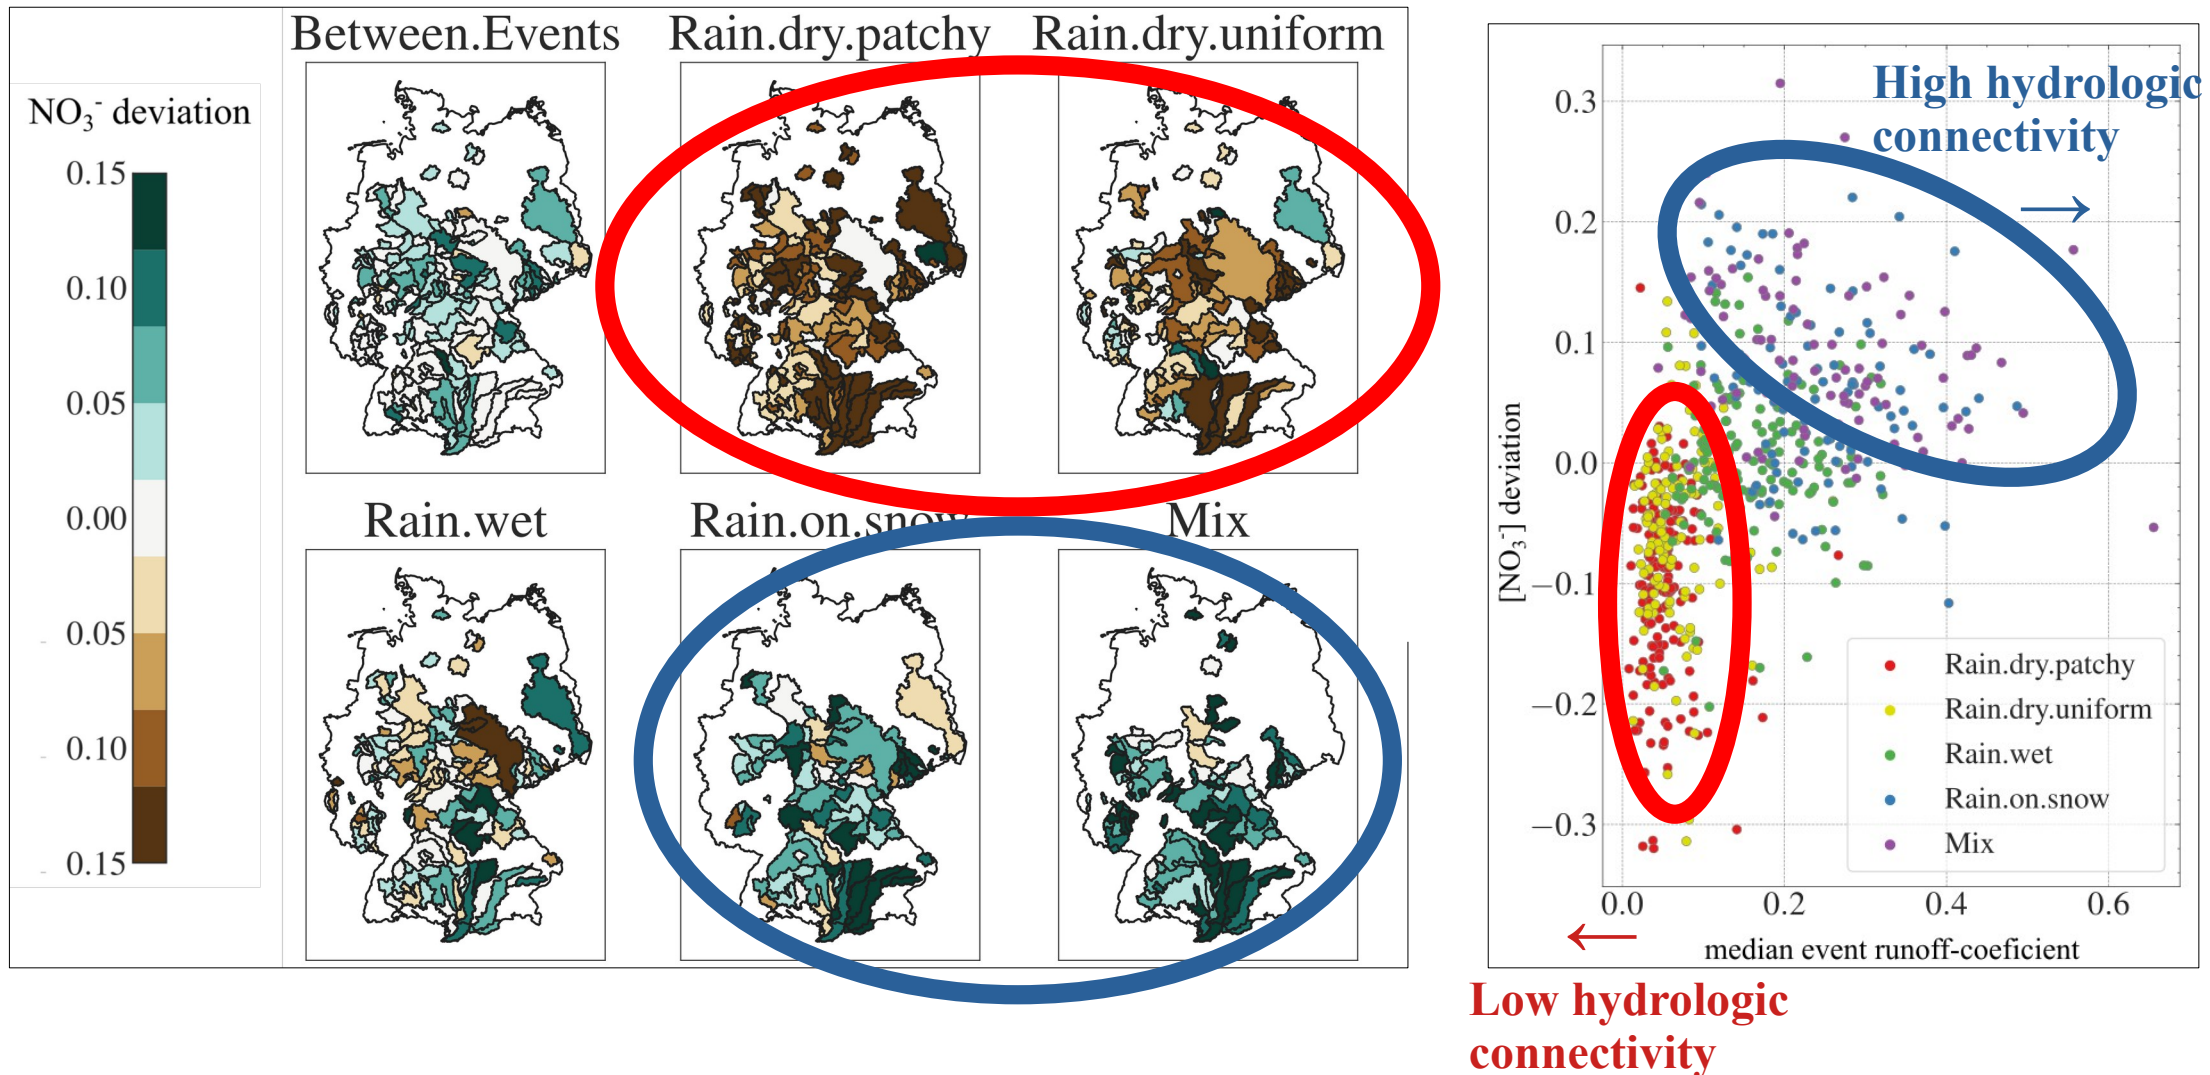 Between.Events
Rain.dry.patchy
Rain.dry.uniform
NO₃⁻ deviation
0.15
0.10
0.05
0.00
- 0.05
- 0.10
- 0.15
Rain.wet
Rain.on.snow
Mix
High hydrologic
connectivity
→
[NO₃⁻] deviation
0.3
0.2
0.1
0.0
−0.1
−0.2
−0.3
Rain.dry.patchy
Rain.dry.uniform
Rain.wet
Rain.on.snow
Mix
0.0 0.2 0.4 0.6
←
median event runoff-coeficient
Low hydrologic
connectivity